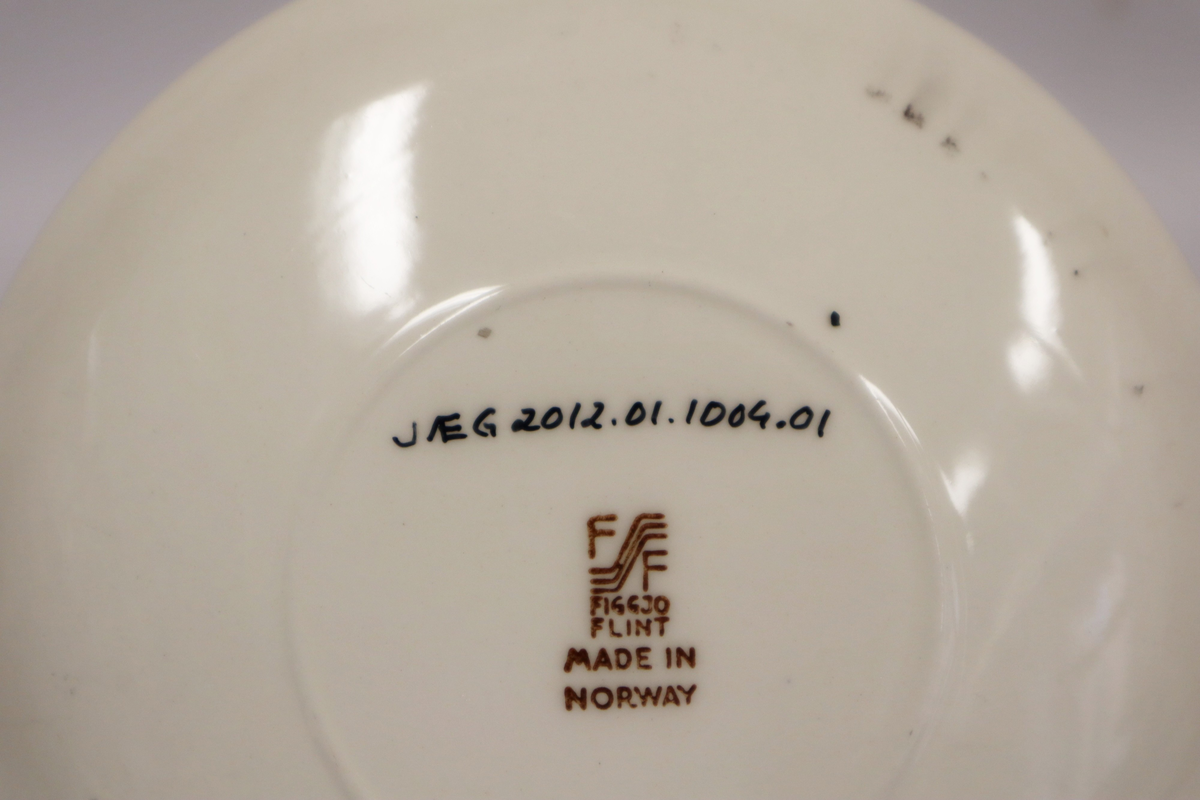 JÆG 2012.01.1004.01
F F
FIGGJO
FLINT
MADE IN
NORWAY